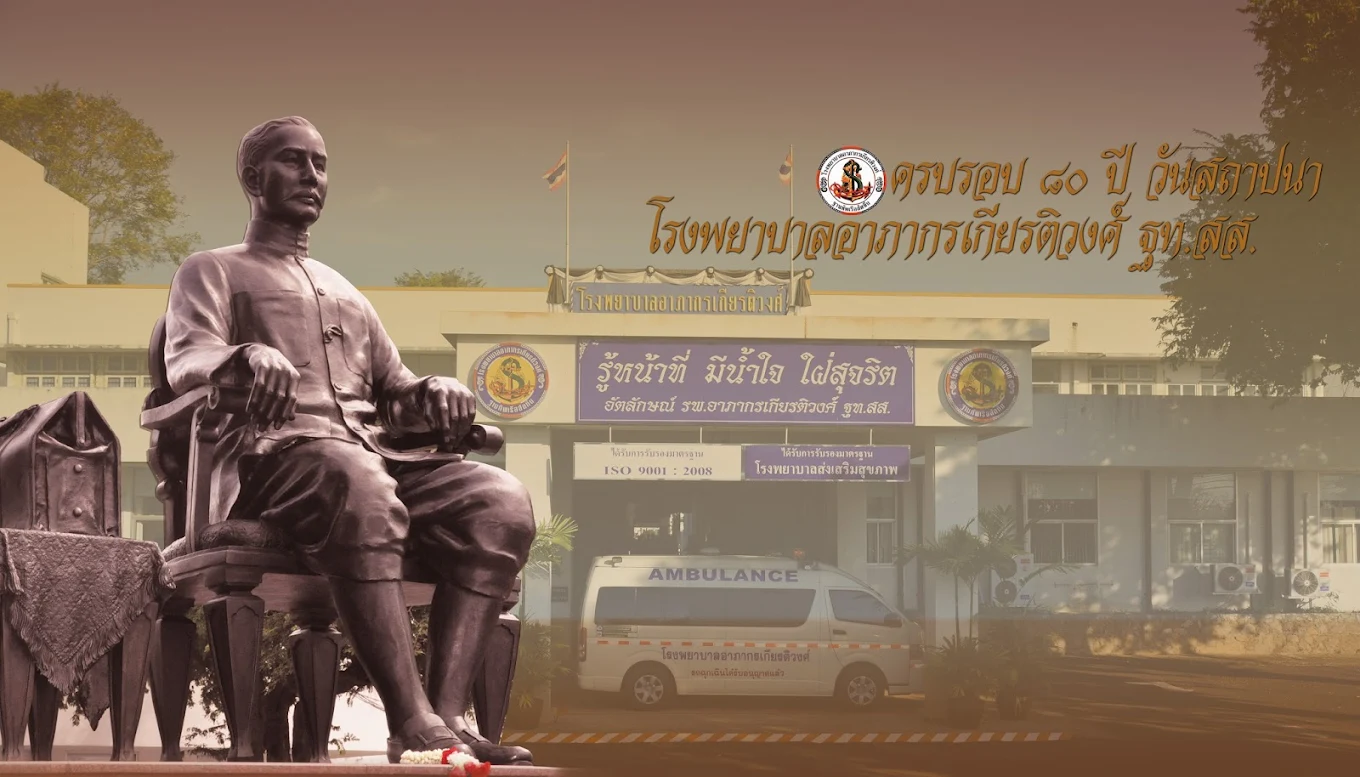 ครบรอบ ๘๐ ปี วันสถาปนา
โรงพยาบาลอาภากรเกียรติวงศ์ ฐท.สส.
โรงพยาบาลอาภากรเกียรติวงศ์
รู้หน้าที่ มีน้ำใจ ใฝ่สุจริต
อัตลักษณ์ รพ.อาภากรเกียรติวงศ์ ฐท.สส.
ได้รับการรับรองมาตรฐาน
ISO 9001 : 2008
ได้รับการรับรองมาตรฐาน
โรงพยาบาลส่งเสริมสุขภาพ
AMBULANCE
โรงพยาบาลอาภากรเกียรติวงศ์